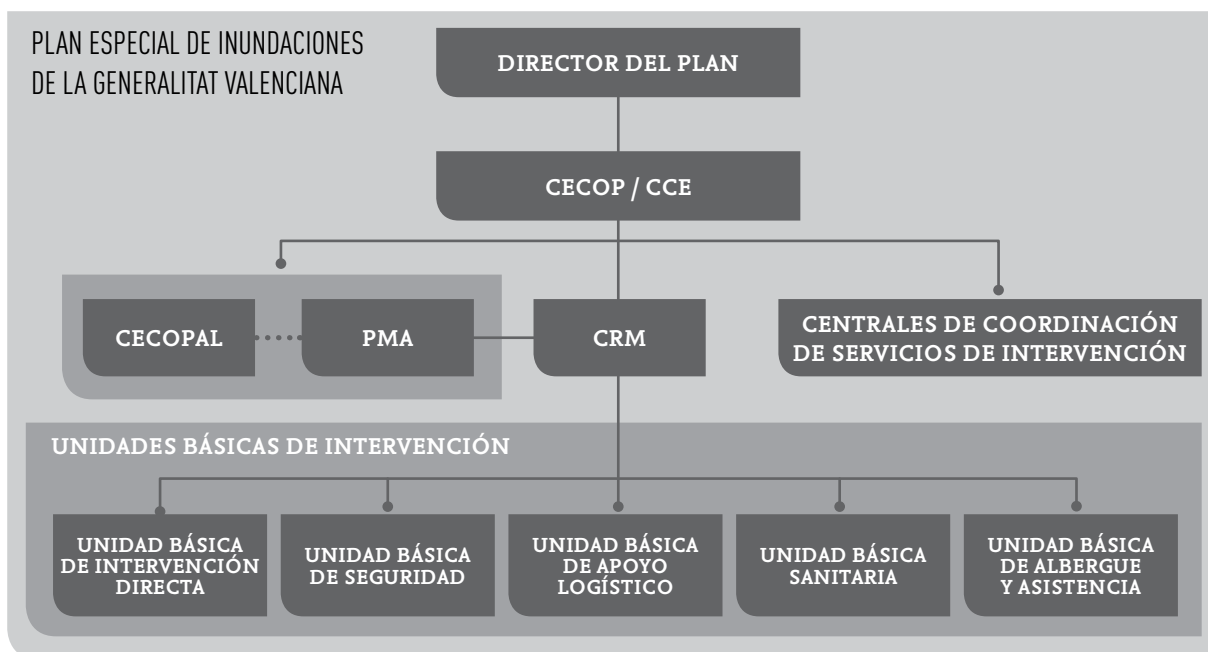 PLAN ESPECIAL DE INUNDACIONES
DE LA GENERALITAT VALENCIANA
DIRECTOR DEL PLAN
CECOP / CCE
CECOPAL
PMA
CRM
CENTRALES DE COORDINACIÓN
DE SERVICIOS DE INTERVENCIÓN
UNIDADES BÁSICAS DE INTERVENCIÓN
UNIDAD BÁSICA
DE INTERVENCIÓN
DIRECTA
UNIDAD BÁSICA
DE SEGURIDAD
UNIDAD BÁSICA
DE APOYO
LOGÍSTICO
UNIDAD BÁSICA
SANITARIA
UNIDAD BÁSICA
DE ALBERGUE
Y ASISTENCIA